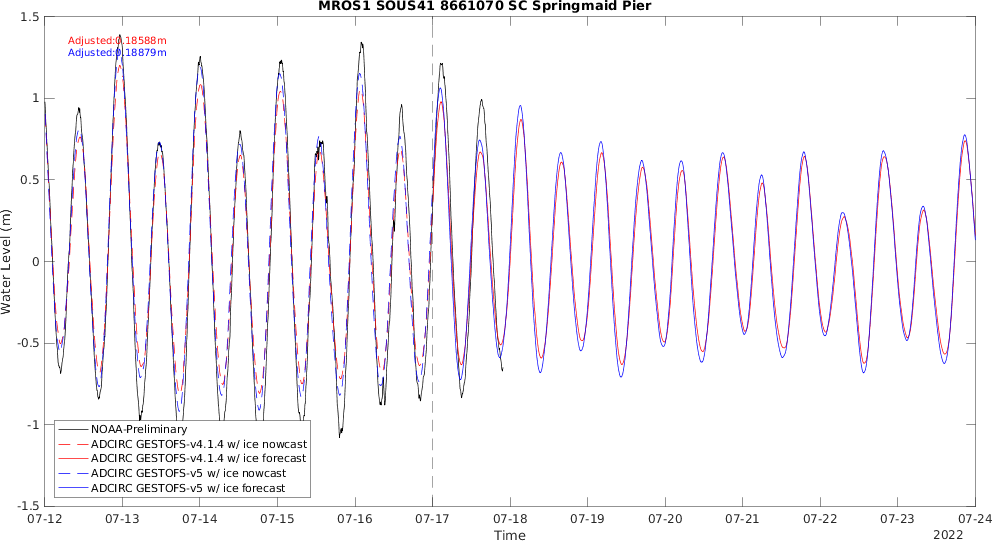 MROS1 SOUS41 8661070 SC Springmaid Pier
Adjusted:0.18588m
Adjusted:0.18879m
1.5
1
0.5
0
-0.5
-1
-1.5
Water Level (m)
NOAA-Preliminary
ADCIRC GESTOFS-v4.1.4 w/ ice nowcast
ADCIRC GESTOFS-v4.1.4 w/ ice forecast
ADCIRC GESTOFS-v5 w/ ice nowcast
ADCIRC GESTOFS-v5 w/ ice forecast
07-12 07-13 07-14 07-15 07-16 07-17 07-18 07-19 07-20 07-21 07-22 07-23 07-24
Time
2022